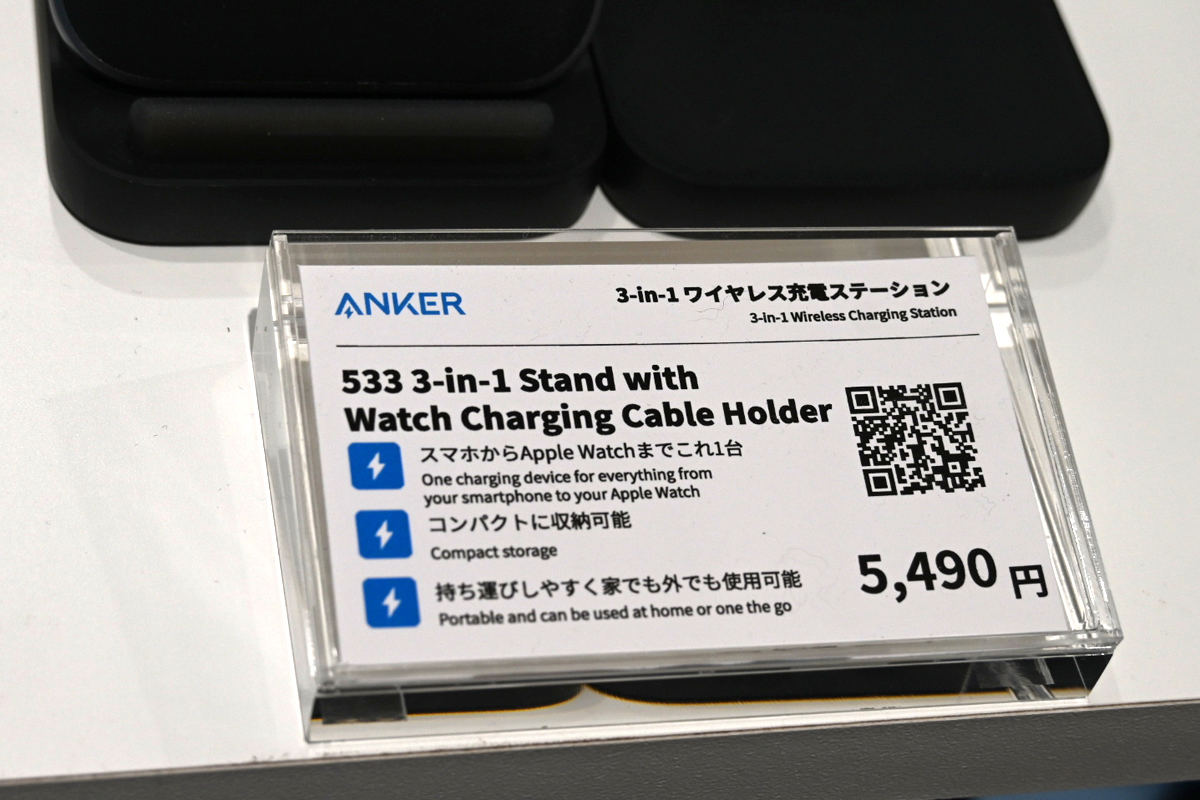 ANKER
3-in-1 ワイヤレス充電ステーション
3-in-1 Wireless Charging Station
533 3-in-1 Stand with
Watch Charging Cable Holder
スマホからApple Watchまでこれ1台
One charging device for everything from
your smartphone to your Apple Watch
コンパクトに収納可能
Compact storage
持ち運びしやすく家でも外でも使用可能
Portable and can be used at home or one the go
5,490 円